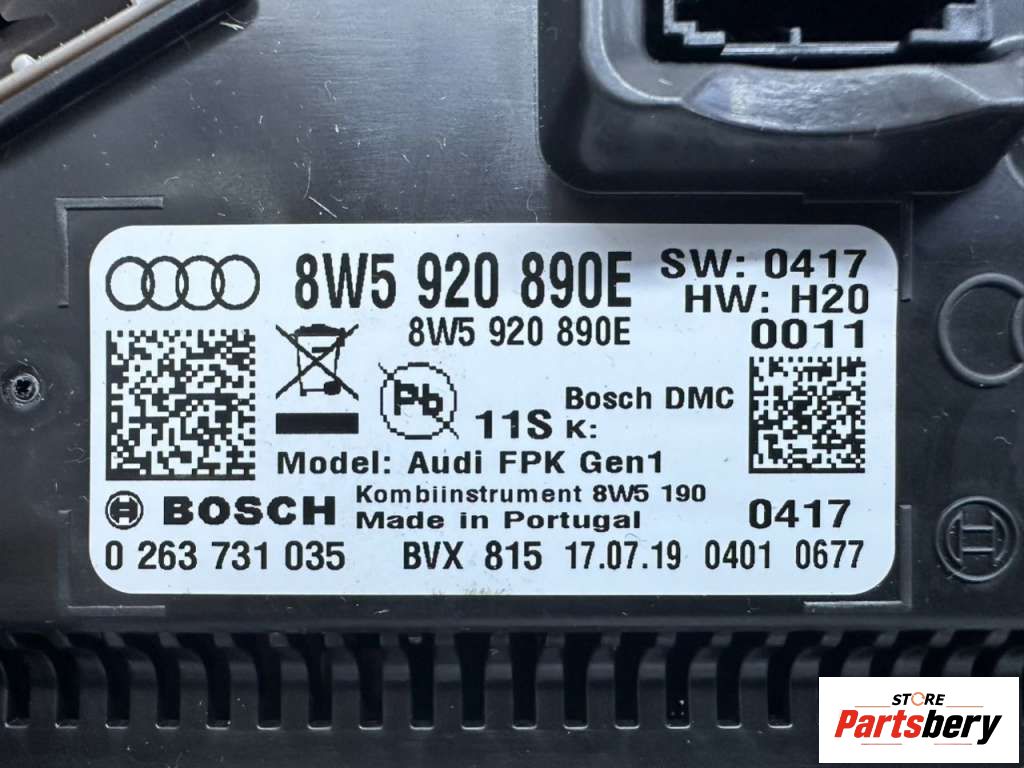 8W5 920 890E SW: 0417
HW: H20
8W5 920 890E 0011
Pb
Bosch DMC
11S K:
Model: Audi FPK Gen1
BOSCH Kombiinstrument 8W5 190
Made in Portugal 0417
0 263 731 035 BVX 815 17.07.19 0401 0677
STORE
Partsbery